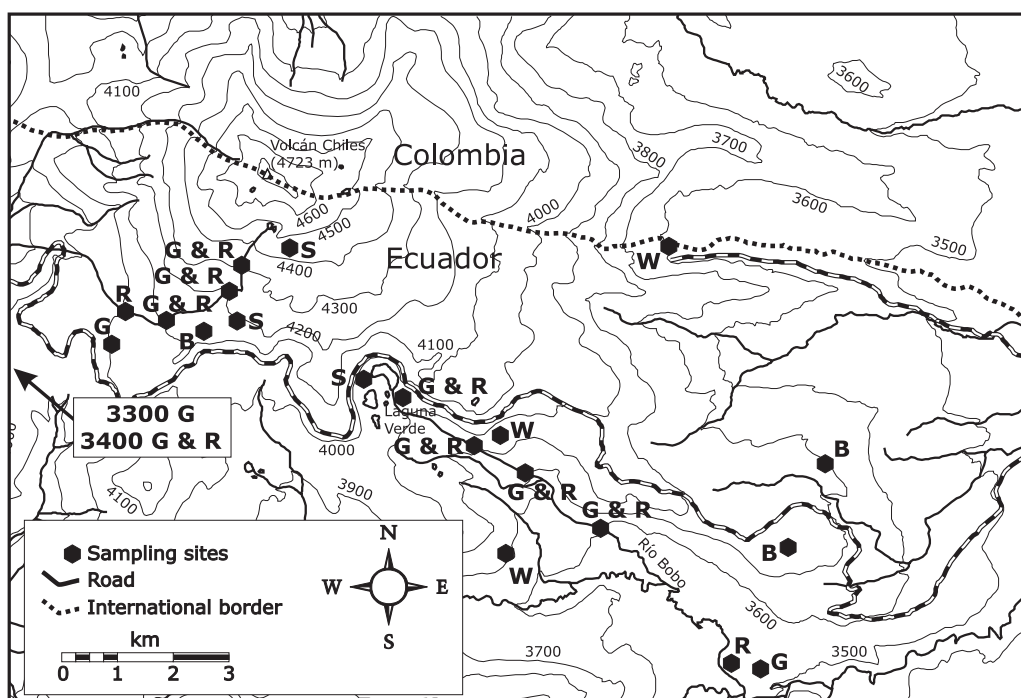 4100
3600
3700
3800
Volcán Chiles
(4723 m)
Colombia
3600
4600
4000
4500
3500
S
G & R
Ecuador
W
4400
G & R
R
G & R
4300
S
G
B
4200
4100
S
G & R
Laguna
Verde
3300 G
3400 G & R
W
4000
G & R
B
3900
4100
G & R
G & R
B
Río Bobo
W
3600
3700
3500
R
G
Sampling sites
Road
International border
km
0 1 2 3
N
W E
S